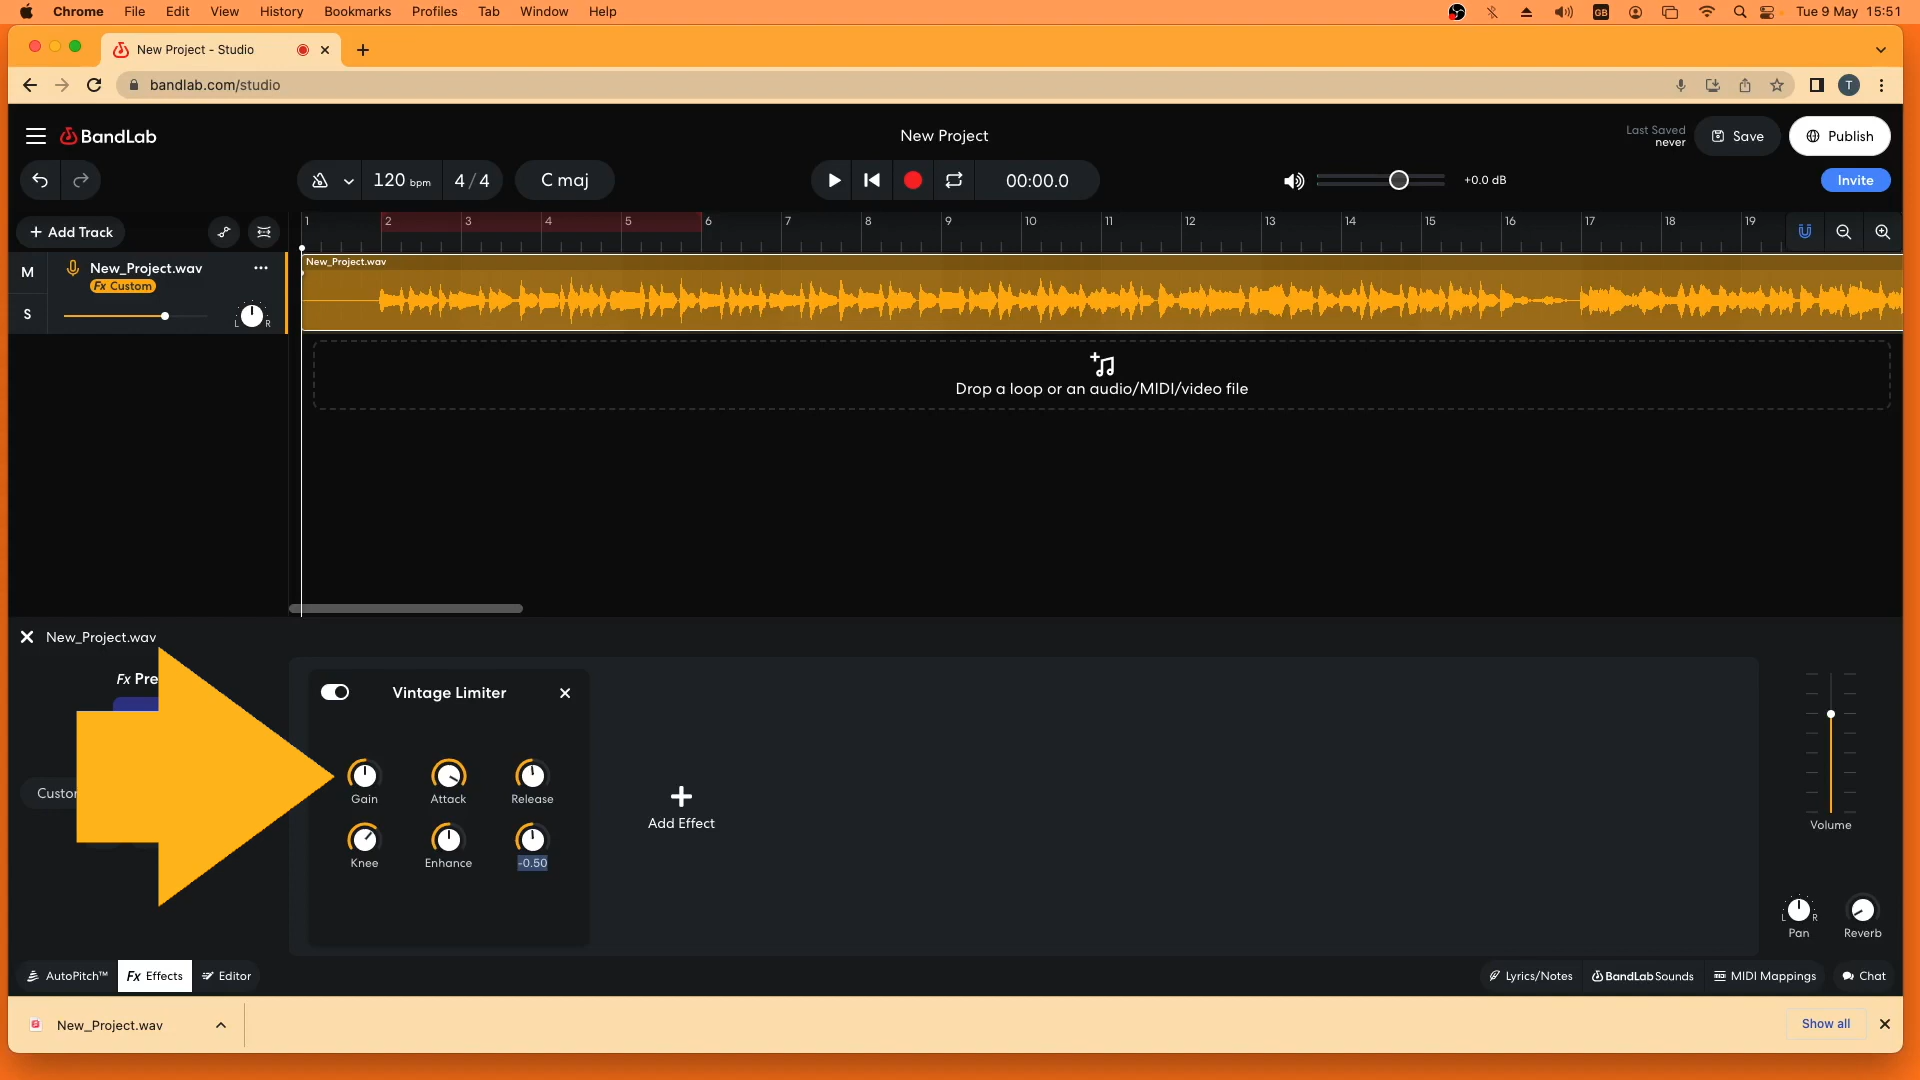 Chrome File Edit View History Bookmarks Profiles Tab Window Help GB Tue 9 May 15:51
New Project - Studio
bandlab.com/studio T
BandLab New Project Last Saved never Save Publish
120 bpm 4/4 C maj 00:00.0 +0.0 dB Invite
Add Track 1 2 3 4 5 6 7 8 9 10 11 12 13 14 15 16 17 18 19
New_Project.wav
M New_Project.wav
Fx Custom
S L R
Drop a loop or an audio/MIDI/video file
New_Project.wav
Fx Pre
Vintage Limiter
Gain Attack Release
Custom
Knee Enhance -0.50
Add Effect
Volume
L R
Pan Reverb
AutoPitch™ Fx Effects Editor Lyrics/Notes BandLab Sounds MIDI Mappings Chat
New_Project.wav Show all